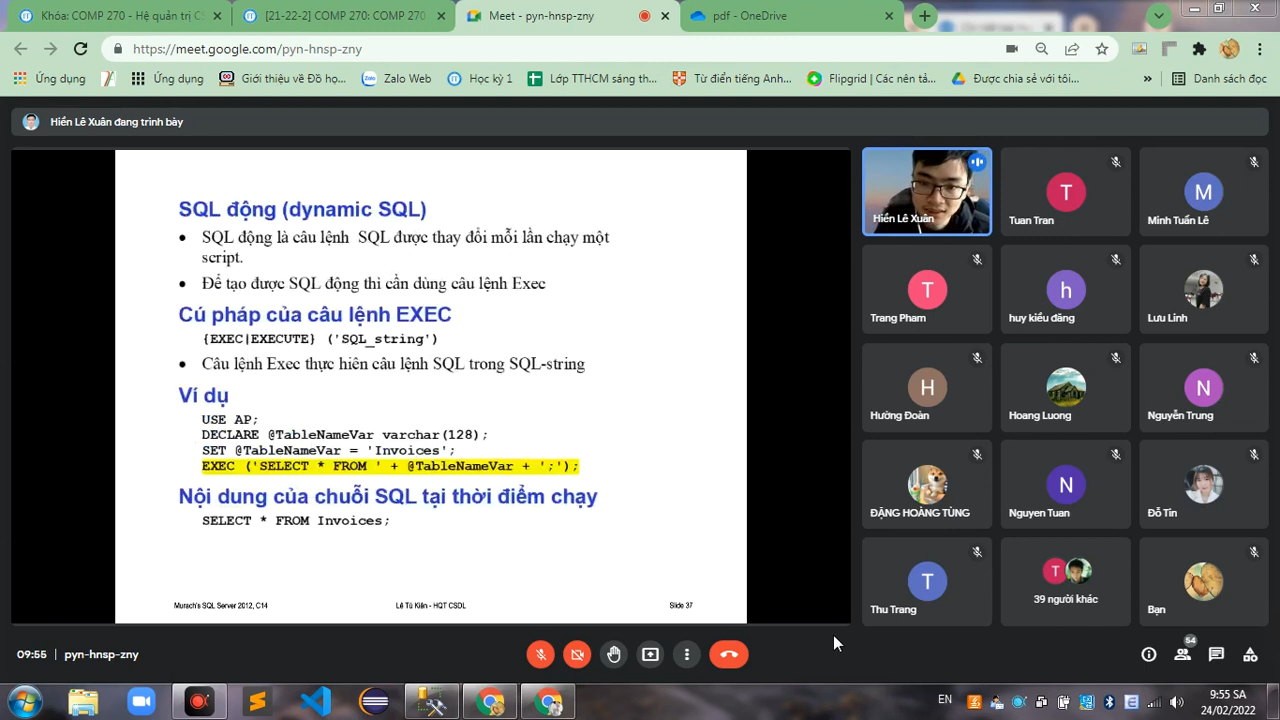 Khóa: COMP 270 - Hệ quản trị C
[21-22-2] COMP 270: COMP 270
Meet - pyn-hnsp-zny
pdf - OneDrive
https://meet.google.com/pyn-hnsp-zny
Ứng dụng
Ứng dụng
Giới thiệu về Đồ họ...
Zalo Web
Học kỳ 1
Lớp TTHCM sáng th...
Từ điển tiếng Anh...
Flipgrid | Các nên tả...
Được chia sẻ với tôi...
»
Danh sách đọc
Hiển Lê Xuân đang trình bày
SQL động (dynamic SQL)
• SQL động là câu lệnh SQL được thay đổi mỗi lần chạy một
script.
• Để tạo được SQL động thì cần dùng câu lệnh Exec
Cú pháp của câu lệnh EXEC
{EXEC|EXECUTE} ('SQL_string')
• Câu lệnh Exec thực hiên câu lệnh SQL trong SQL-string
Ví dụ
USE AP;
DECLARE @TableNameVar varchar(128);
SET @TableNameVar = 'Invoices';
EXEC ('SELECT * FROM ' + @TableNameVar + ';');
Nội dung của chuỗi SQL tại thời điểm chạy
SELECT * FROM Invoices;
Murach's SQL Server 2012, C14
Lê Tú Kiên - HQT CSDL
Slide 37
Hiển Lê Xuân
T
Tuan Tran
M
Minh Tuấn Lê
T
Trang Pham
h
huy kiều đăng
Lưu Linh
H
Hường Đoàn
Hoang Luong
N
Nguyễn Trung
ĐẶNG HOÀNG TÙNG
N
Nguyen Tuan
Đỗ Tín
T
Thu Trang
T
39 người khác
Bạn
09:55
pyn-hnsp-zny
54
EN
9:55 SA
24/02/2022